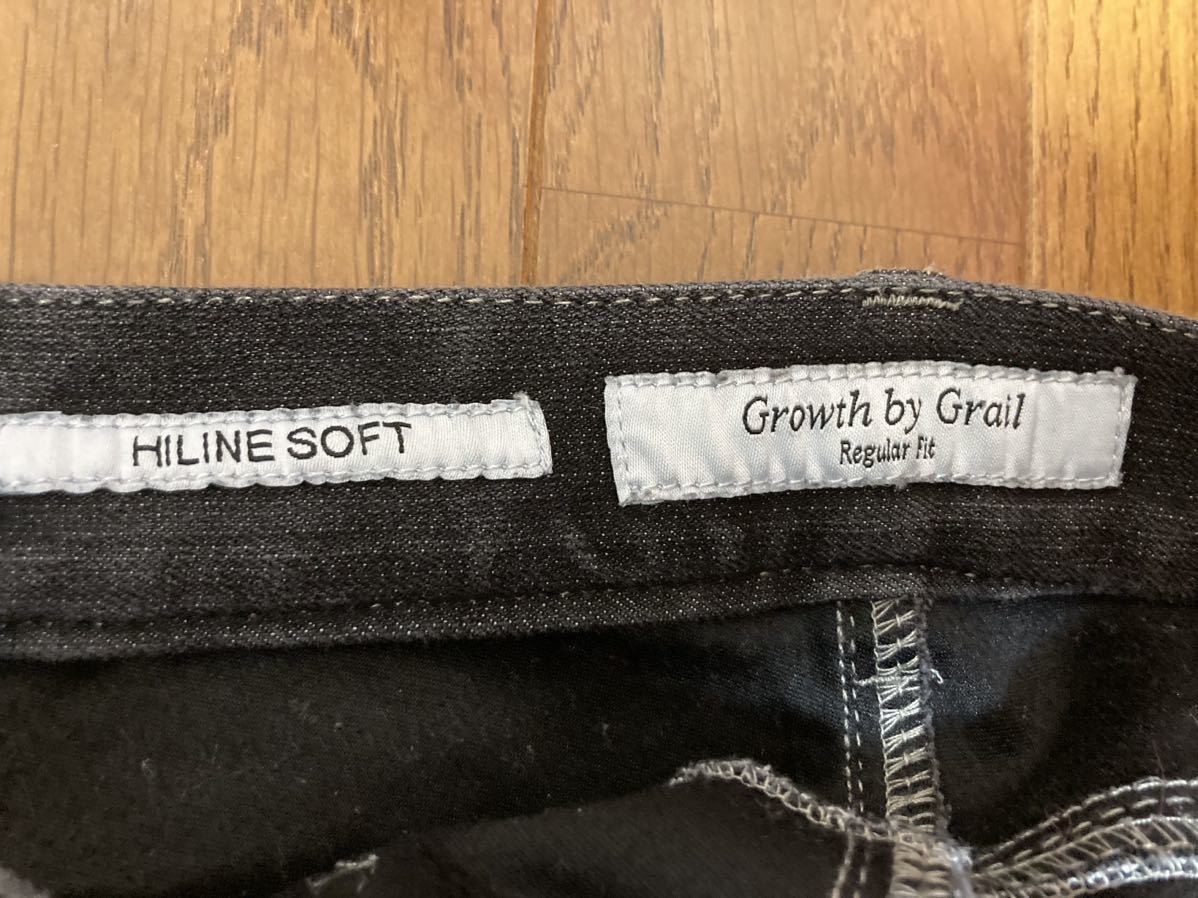 HILINE SOFT
Growth by Grail
Regular Fit